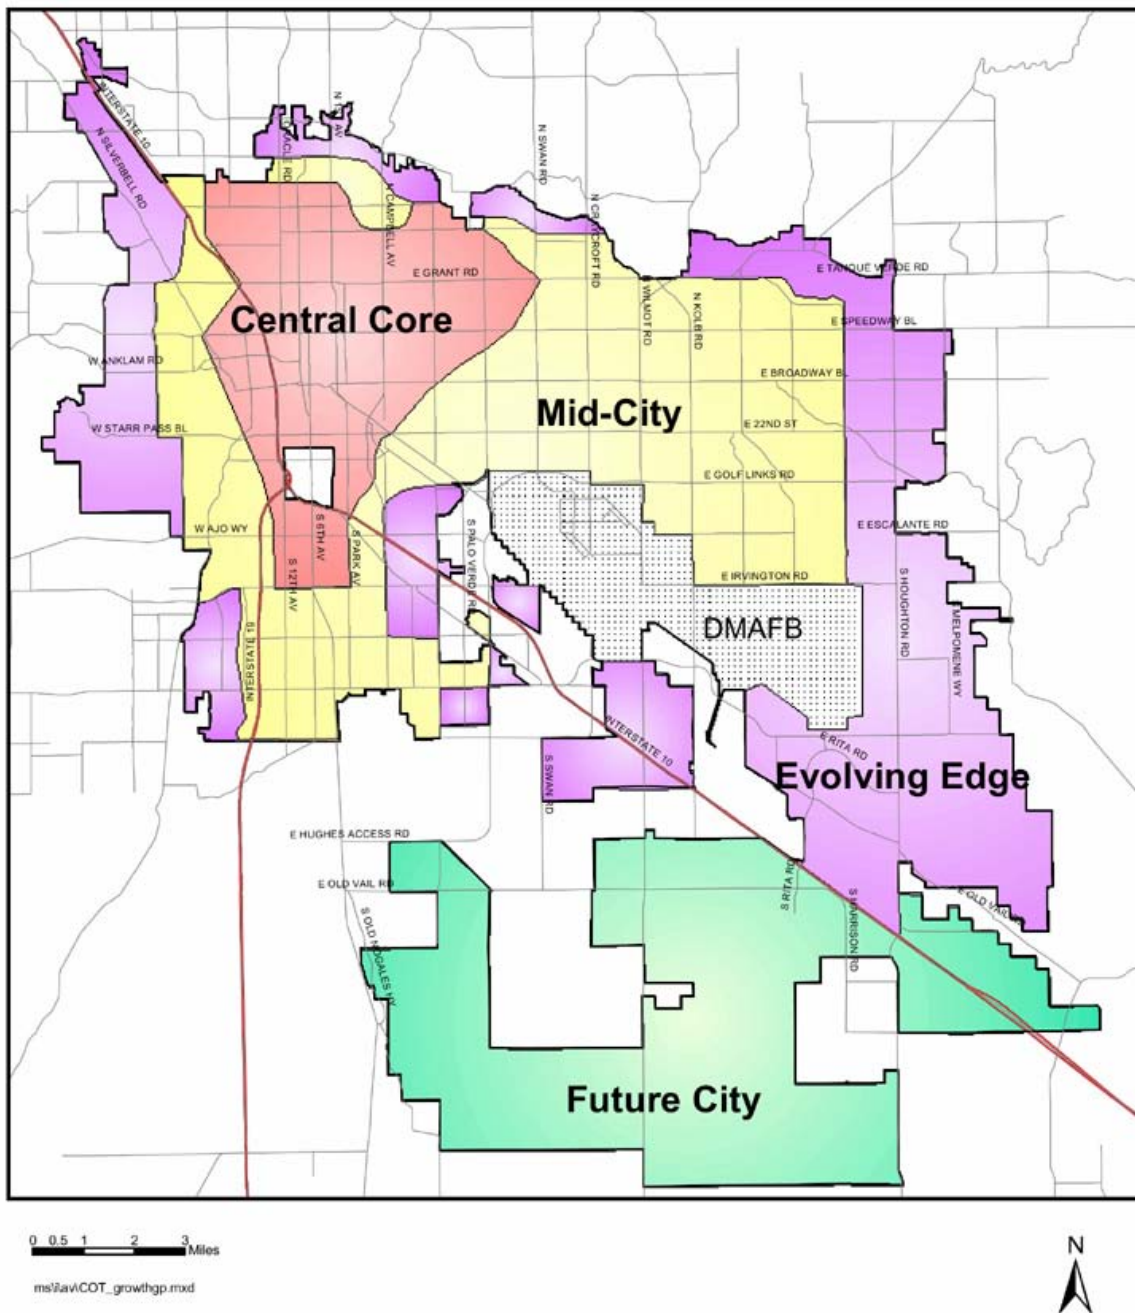 INTERSTATE 10
N SILVERBELL RD
N SWAN RD
N CAMPBELL AV
N CRAYCROFT RD
E GRANT RD
E TANQUE VERDE RD
N WILMOT RD
N KOLB RD
Central Core
E SPEEDWAY BL
W ANKLAM RD
E BROADWAY BL
Mid-City
W STARR PASS BL
E 22ND ST
E GOLF LINKS RD
W AJO WY
S 6TH AV
S PARK AV
S PALO VERDE RD
E ESCALANTE RD
S 12TH AV
E IRVINGTON RD
S HOUGHTON RD
DMAFB
MELPOMENE WY
INTERSTATE 19
INTERSTATE 10
E RITA RD
Evolving Edge
S SWAN RD
E HUGHES ACCESS RD
E OLD VAIL RD
S RITA RD
S HARRISON RD
E OLD VAIL
S OLD NOGALES HY
Future City
0 0.5 1 2 3
Miles
N